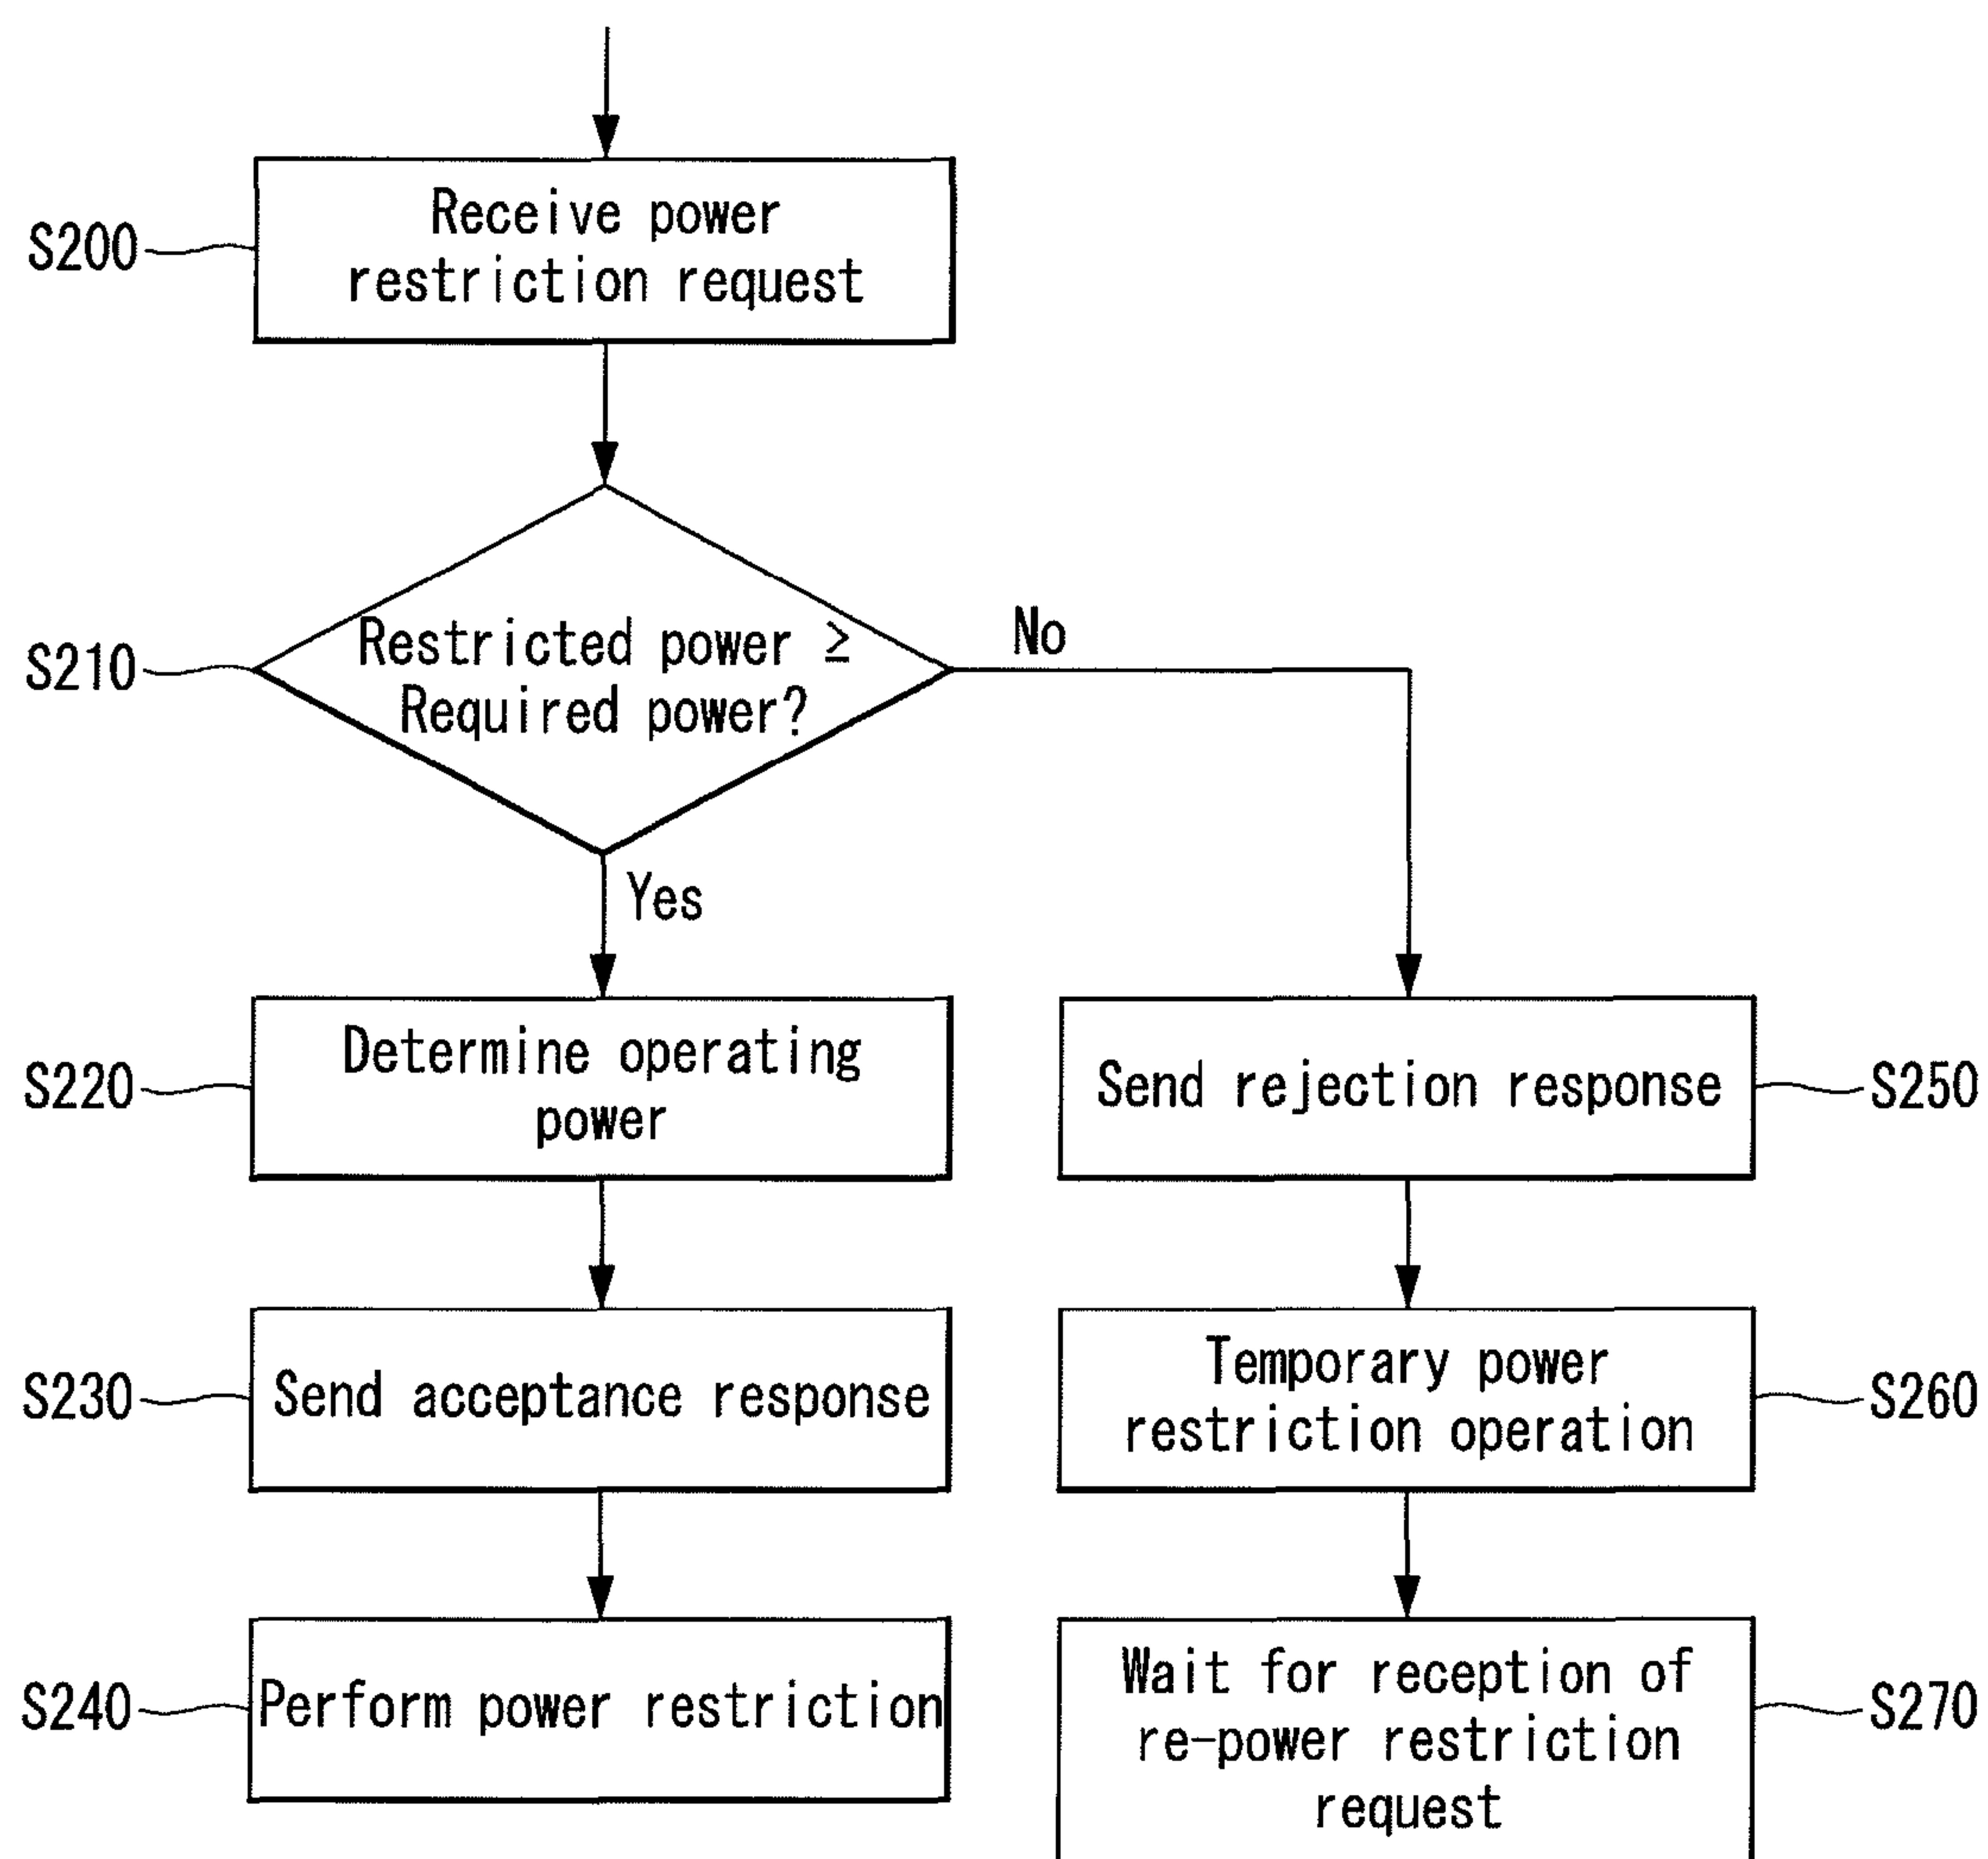 S200
Receive power
restriction request
S210
Restricted power ≥
Required power?
No
Yes
S220
Determine operating
power
S230
Send acceptance response
S240
Perform power restriction
Send rejection response
S250
Temporary power
restriction operation
S260
Wait for reception of
re-power restriction
request
S270